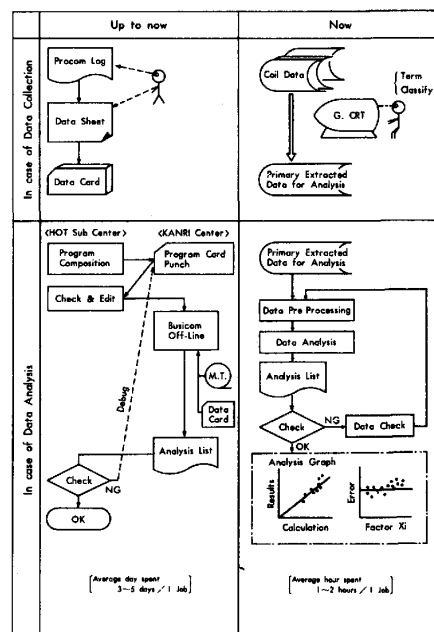 Up to now
Now
In case of Data Collection
Procom Log
Data Sheet
Data Card
Coil Data
G. CRT
Term
Classify
Primary Extracted
Data for Analysis
In case of Data Analysis
<HOT Sub Center>
<KANRI Center>
Program
Composition
Program Card
Punch
Check & Edit
Busicom
Off-Line
M.T.
Data
Card
Debug
Analysis List
Check
NG
OK
Average day spent
3~5 days / 1 Job
Primary Extracted
Data for Analysis
Data Pre Processing
Data Analysis
Analysis List
Check
NG
Data Check
OK
Analysis Graph
Results
Calculation
Error
Factor Xi
Average hour spent
1~2 hours / 1 Job